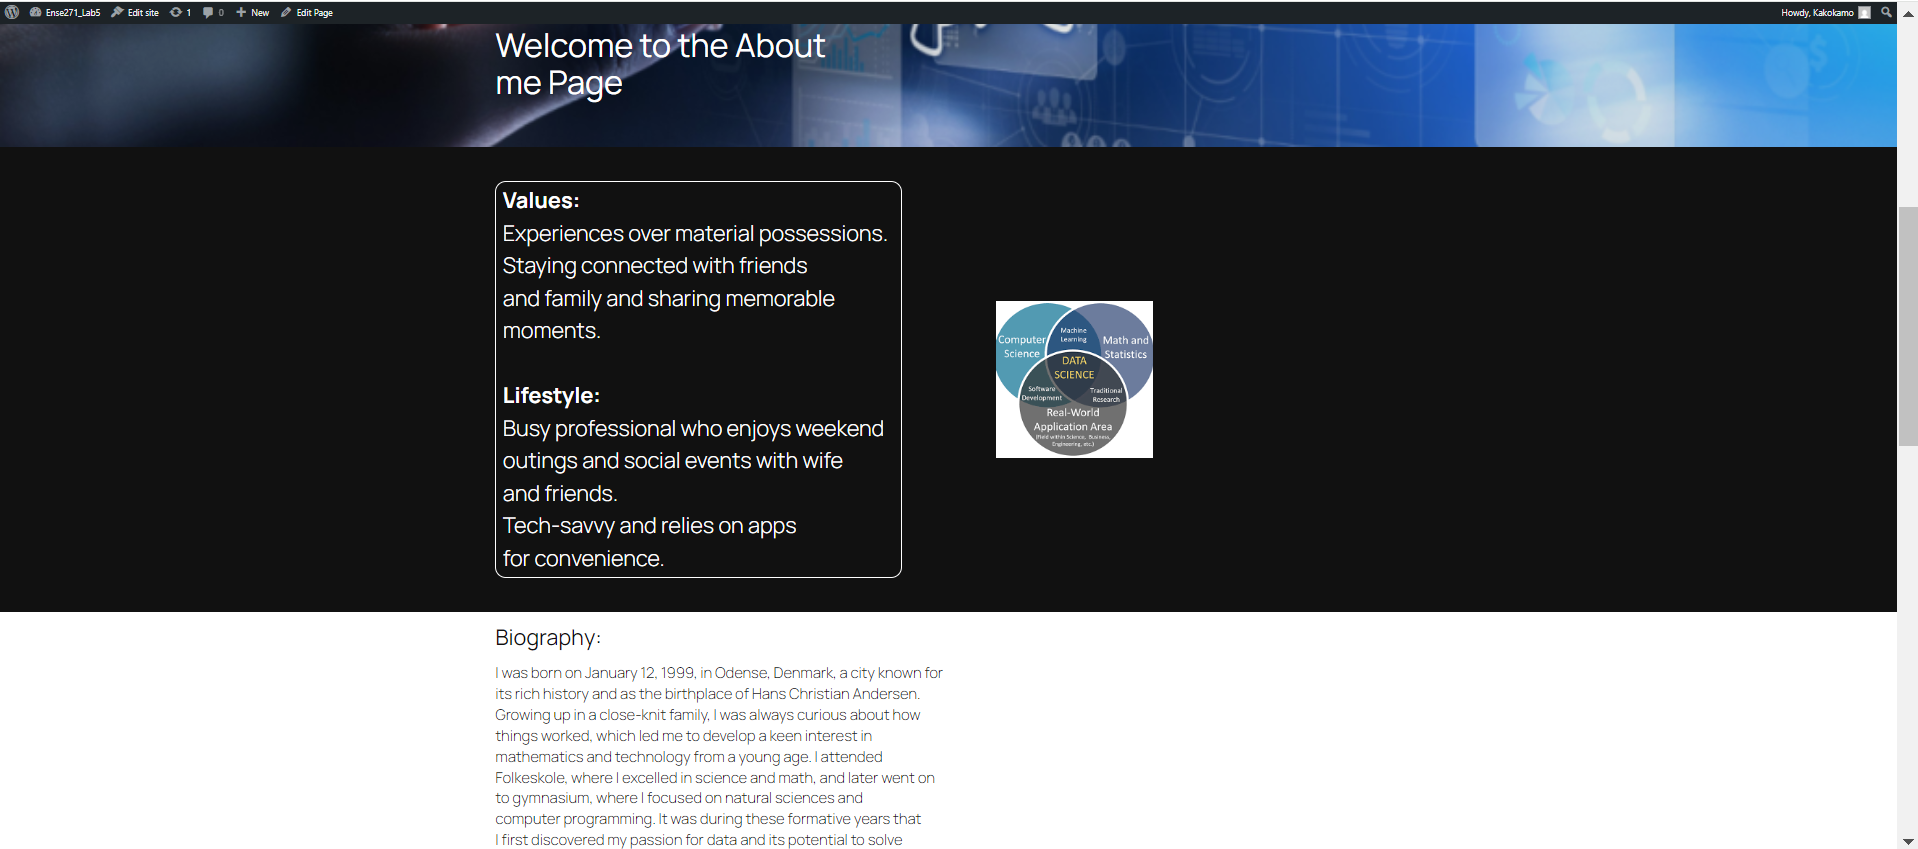 Ense271_Lab5 Edit site 1 0 New Edit Page Howdy, Kakokamo
Welcome to the About
me Page
Values:
Experiences over material possessions.
Staying connected with friends
and family and sharing memorable
moments.
Lifestyle:
Busy professional who enjoys weekend
outings and social events with wife
and friends.
Tech-savvy and relies on apps
for convenience.
Computer
Science
Machine
Learning
Math and
Statistics
DATA
SCIENCE
Software
Development
Traditional
Research
Real-World
Application Area
(Field within Science, Business,
Engineering, etc.)
Biography:
I was born on January 12, 1999, in Odense, Denmark, a city known for
its rich history and as the birthplace of Hans Christian Andersen.
Growing up in a close-knit family, I was always curious about how
things worked, which led me to develop a keen interest in
mathematics and technology from a young age. I attended
Folkeskole, where I excelled in science and math, and later went on
to gymnasium, where I focused on natural sciences and
computer programming. It was during these formative years that
I first discovered my passion for data and its potential to solve